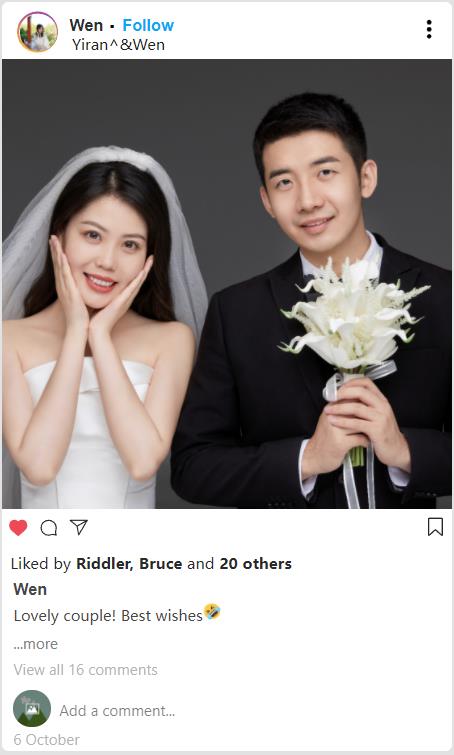 Wen • Follow
Yiran^&Wen
Liked by Riddler, Bruce and 20 others
Wen
Lovely couple! Best wishes🤣
...more
View all 16 comments
Add a comment...
6 October